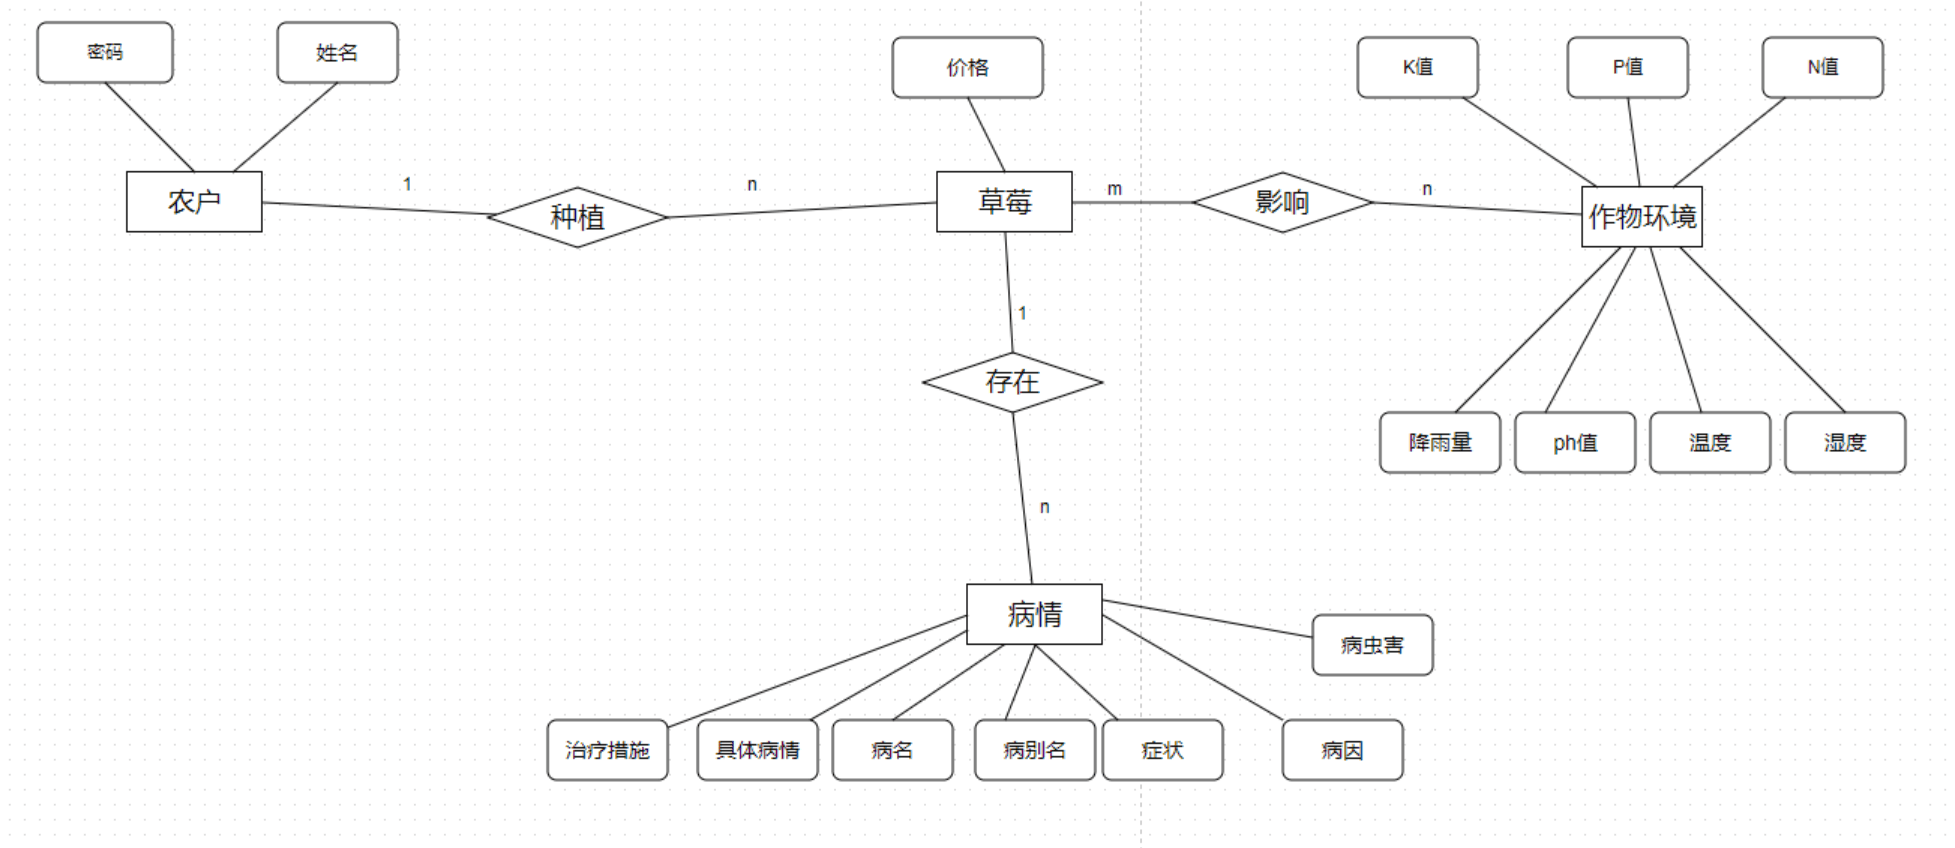 密码
姓名
价格
K值
P值
N值
农户
1
种植
n
草莓
m
影响
n
作物环境
1
存在
降雨量
ph值
温度
湿度
n
病情
病虫害
治疗措施
具体病情
病名
病别名
症状
病因